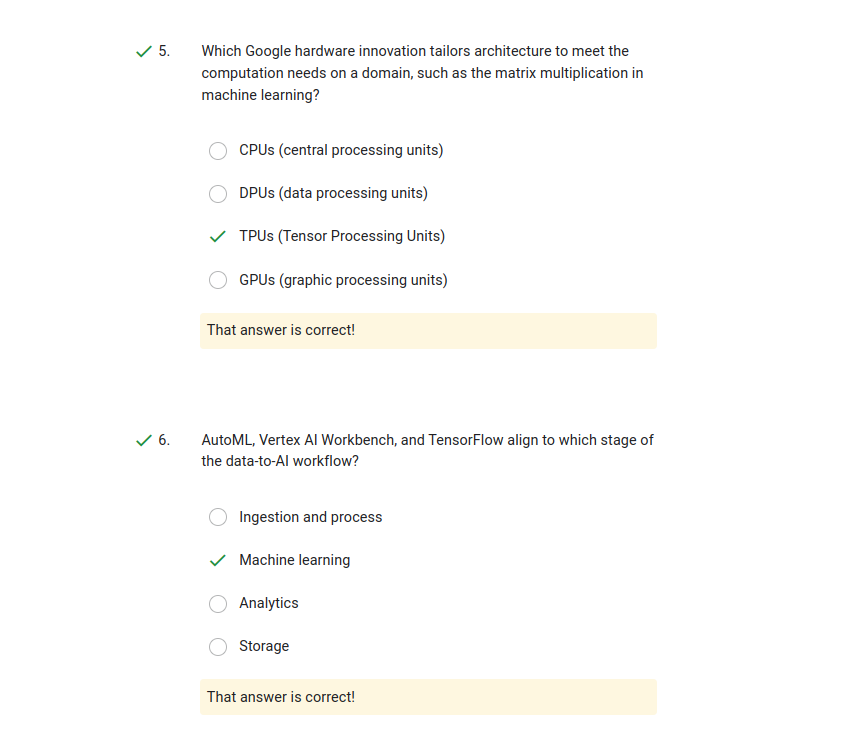 5. Which Google hardware innovation tailors architecture to meet the
computation needs on a domain, such as the matrix multiplication in
machine learning?
CPUs (central processing units)
DPUs (data processing units)
TPUs (Tensor Processing Units)
GPUs (graphic processing units)
That answer is correct!
6. AutoML, Vertex AI Workbench, and TensorFlow align to which stage of
the data-to-AI workflow?
Ingestion and process
Machine learning
Analytics
Storage
That answer is correct!